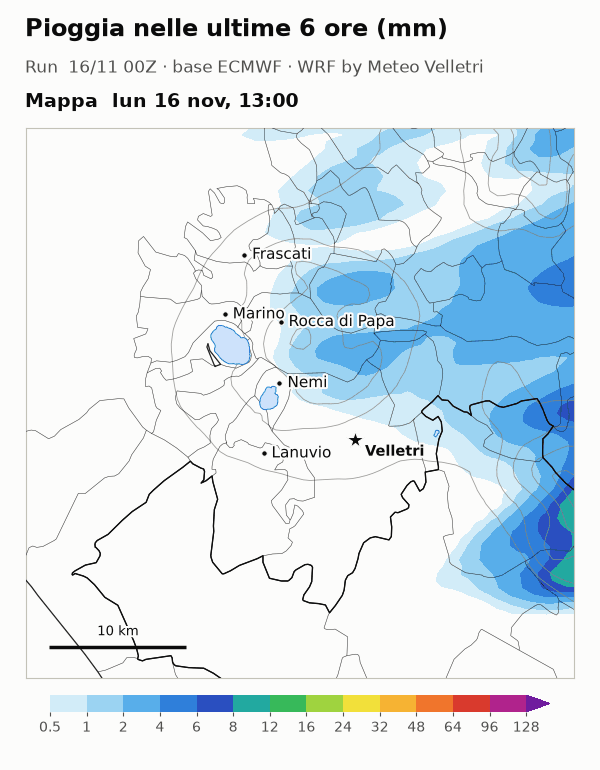 Pioggia nelle ultime 6 ore (mm)
Run  16/11 00Z · base ECMWF · WRF by Meteo Velletri
Mappa  lun 16 nov, 13:00
Frascati
Marino
Rocca di Papa
Nemi
Velletri
Lanuvio
10 km
0.5 1 2 4 6 8 12 16 24 32 48 64 96 128